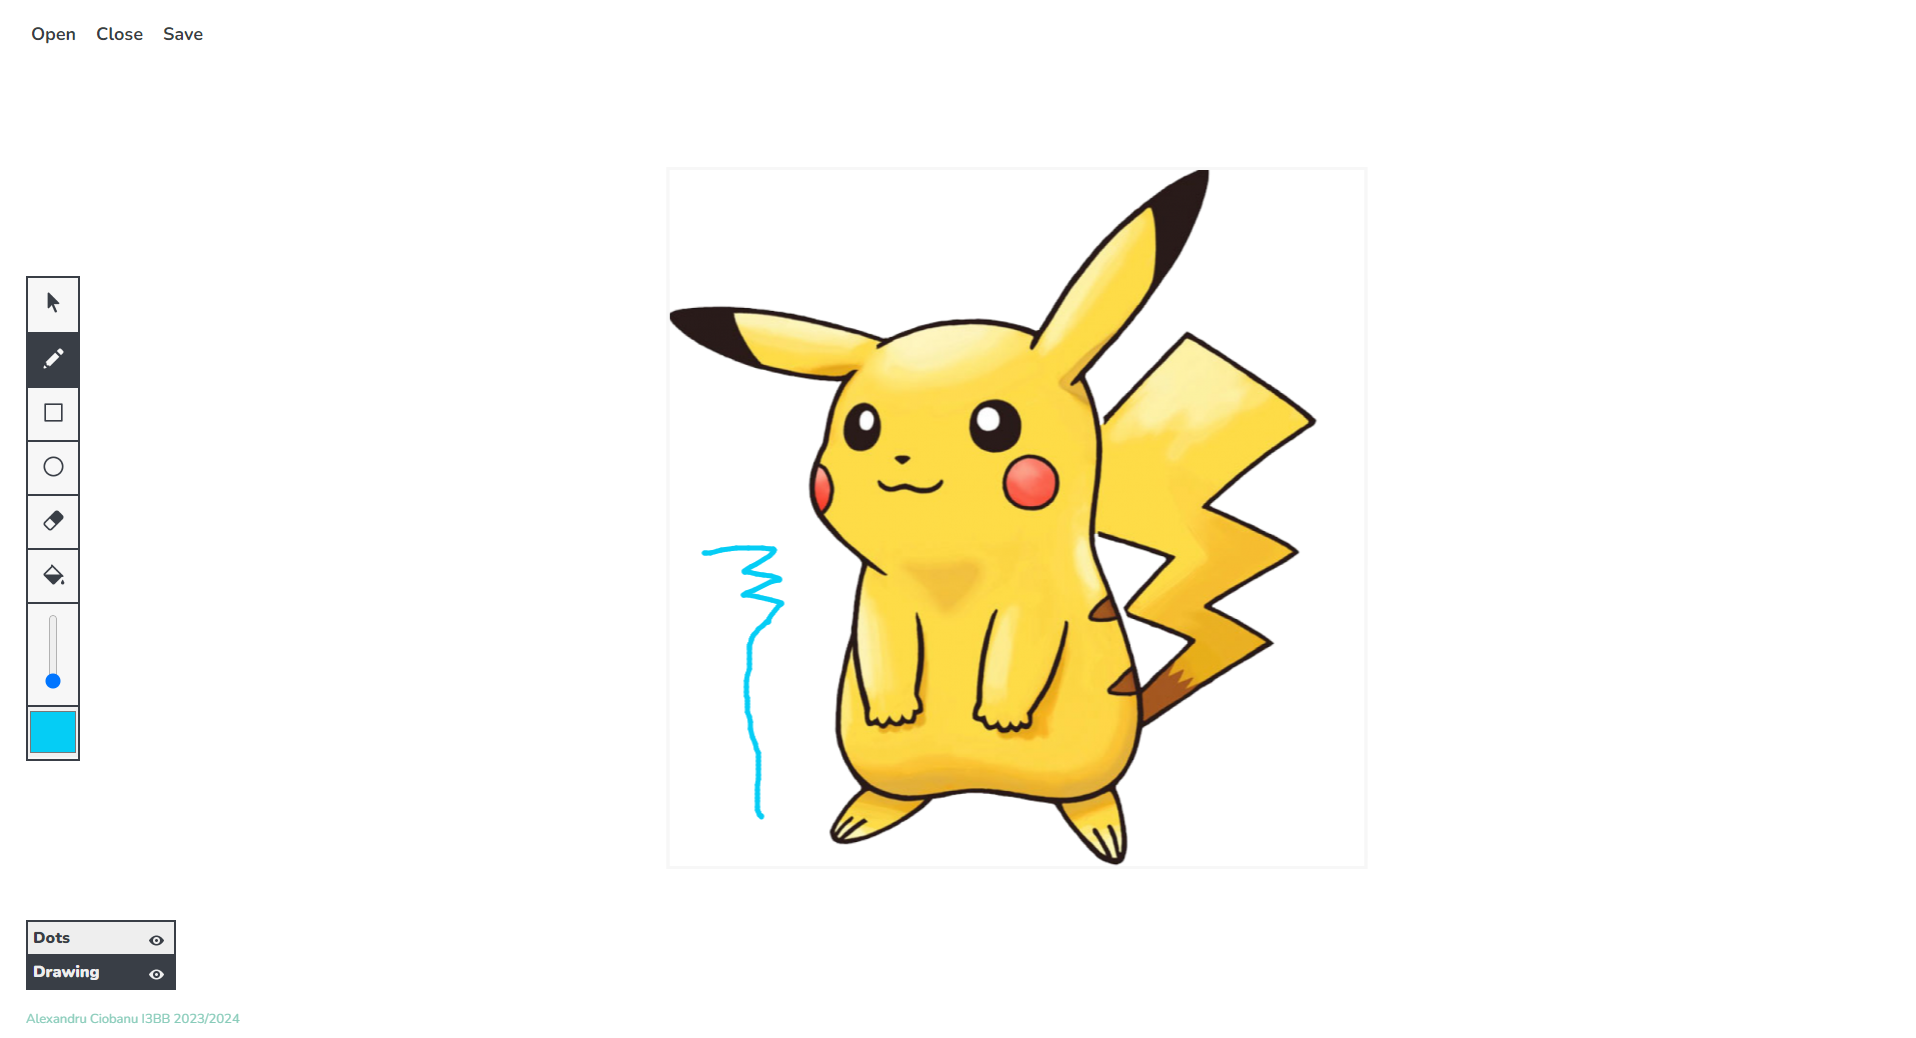 Open Close Save
Dots
Drawing
Alexandru Ciobanu I3BB 2023/2024